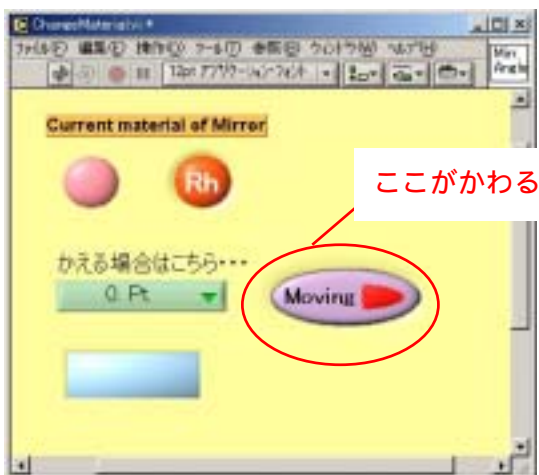 ChangeMaterial.vi *
ファイル(F) 編集(E) 操作(O) ツール(T) 参照(B) ウィンドウ(W) ヘルプ(H)
12pt アプリケーションフォント
Mirr.
Angle
Current material of Mirror
Rh
ここがかわる
かえる場合はこちら・・・
0. Pt
Moving